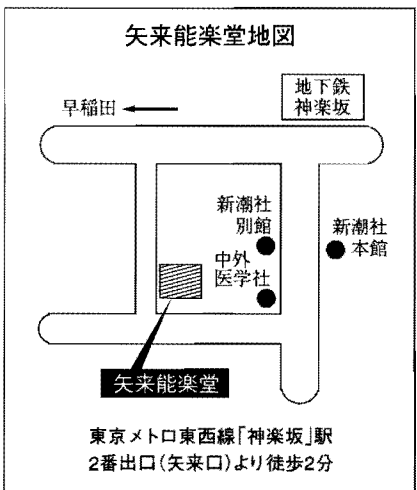 矢来能楽堂地図
地下鉄
神楽坂
早稲田
新潮社
別館
新潮社
本館
中外
医学社
矢来能楽堂
東京メトロ東西線「神楽坂」駅
2番出口(矢来口)より徒歩2分